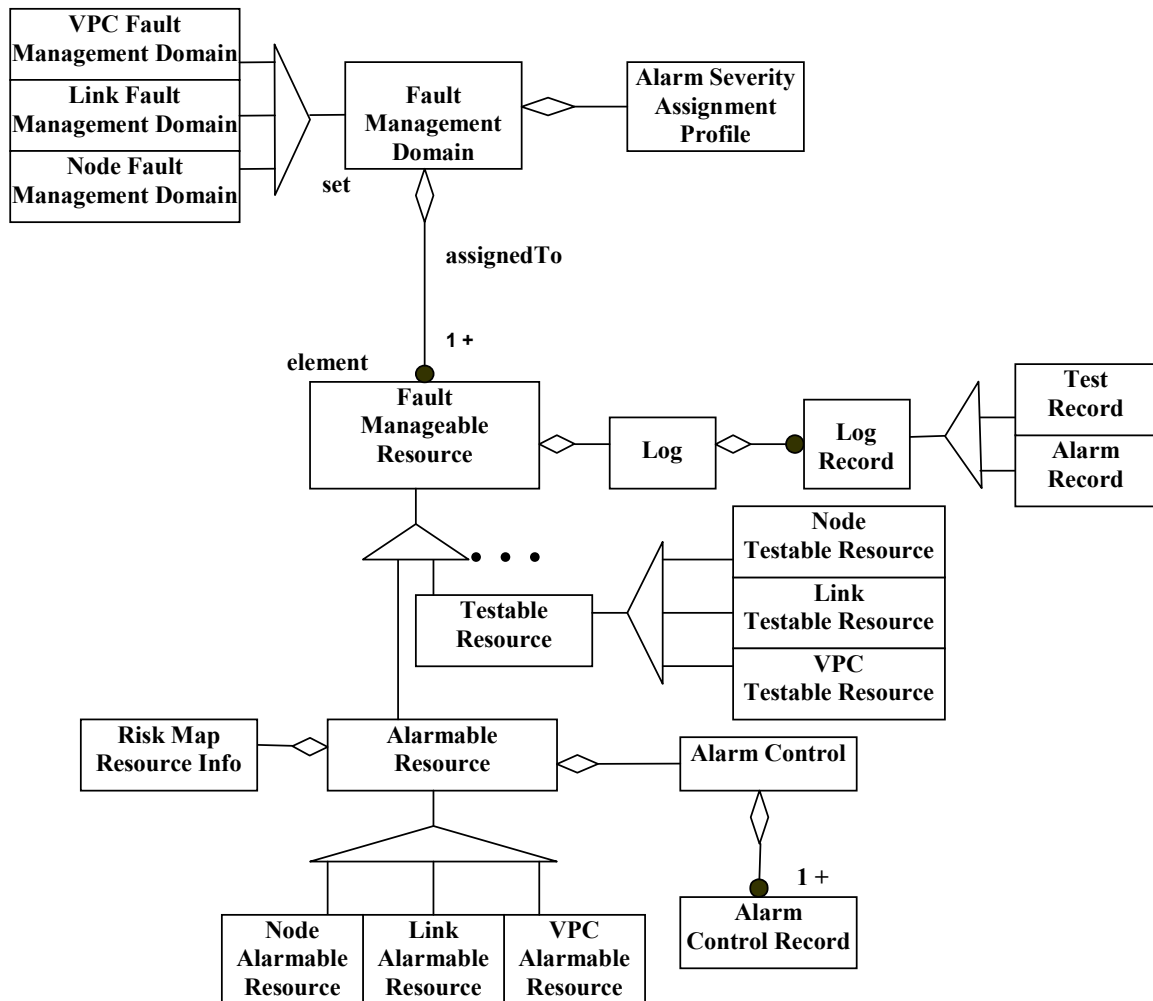 VPC Fault
Management Domain
Link Fault
Management Domain
Node Fault
Management Domain
Fault
Management
Domain
Alarm Severity
Assignment
Profile
set
assignedTo
1 +
element
Fault
Manageable
Resource
Log
Log
Record
Test
Record
Alarm
Record
• • •
Testable
Resource
Node
Testable Resource
Link
Testable Resource
VPC
Testable Resource
Risk Map
Resource Info
Alarmable
Resource
Alarm Control
1 +
Alarm
Control Record
Node
Alarmable
Resource
Link
Alarmable
Resource
VPC
Alarmable
Resource